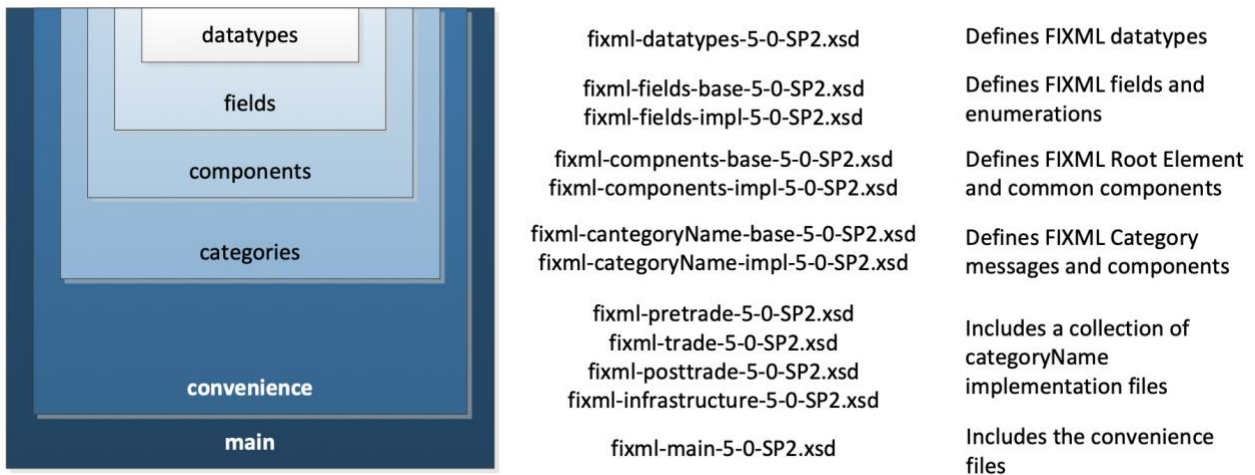 datatypes
fixml-datatypes-5-0-SP2.xsd
Defines FIXML datatypes
fields
fixml-fields-base-5-0-SP2.xsd
fixml-fields-impl-5-0-SP2.xsd
Defines FIXML fields and
enumerations
components
fixml-compnents-base-5-0-SP2.xsd
fixml-components-impl-5-0-SP2.xsd
Defines FIXML Root Element
and common components
categories
fixml-cantegoryName-base-5-0-SP2.xsd
fixml-categoryName-impl-5-0-SP2.xsd
Defines FIXML Category
messages and components
convenience
fixml-pretrade-5-0-SP2.xsd
fixml-trade-5-0-SP2.xsd
fixml-posttrade-5-0-SP2.xsd
fixml-infrastructure-5-0-SP2.xsd
Includes a collection of
categoryName
implementation files
main
fixml-main-5-0-SP2.xsd
Includes the convenience
files